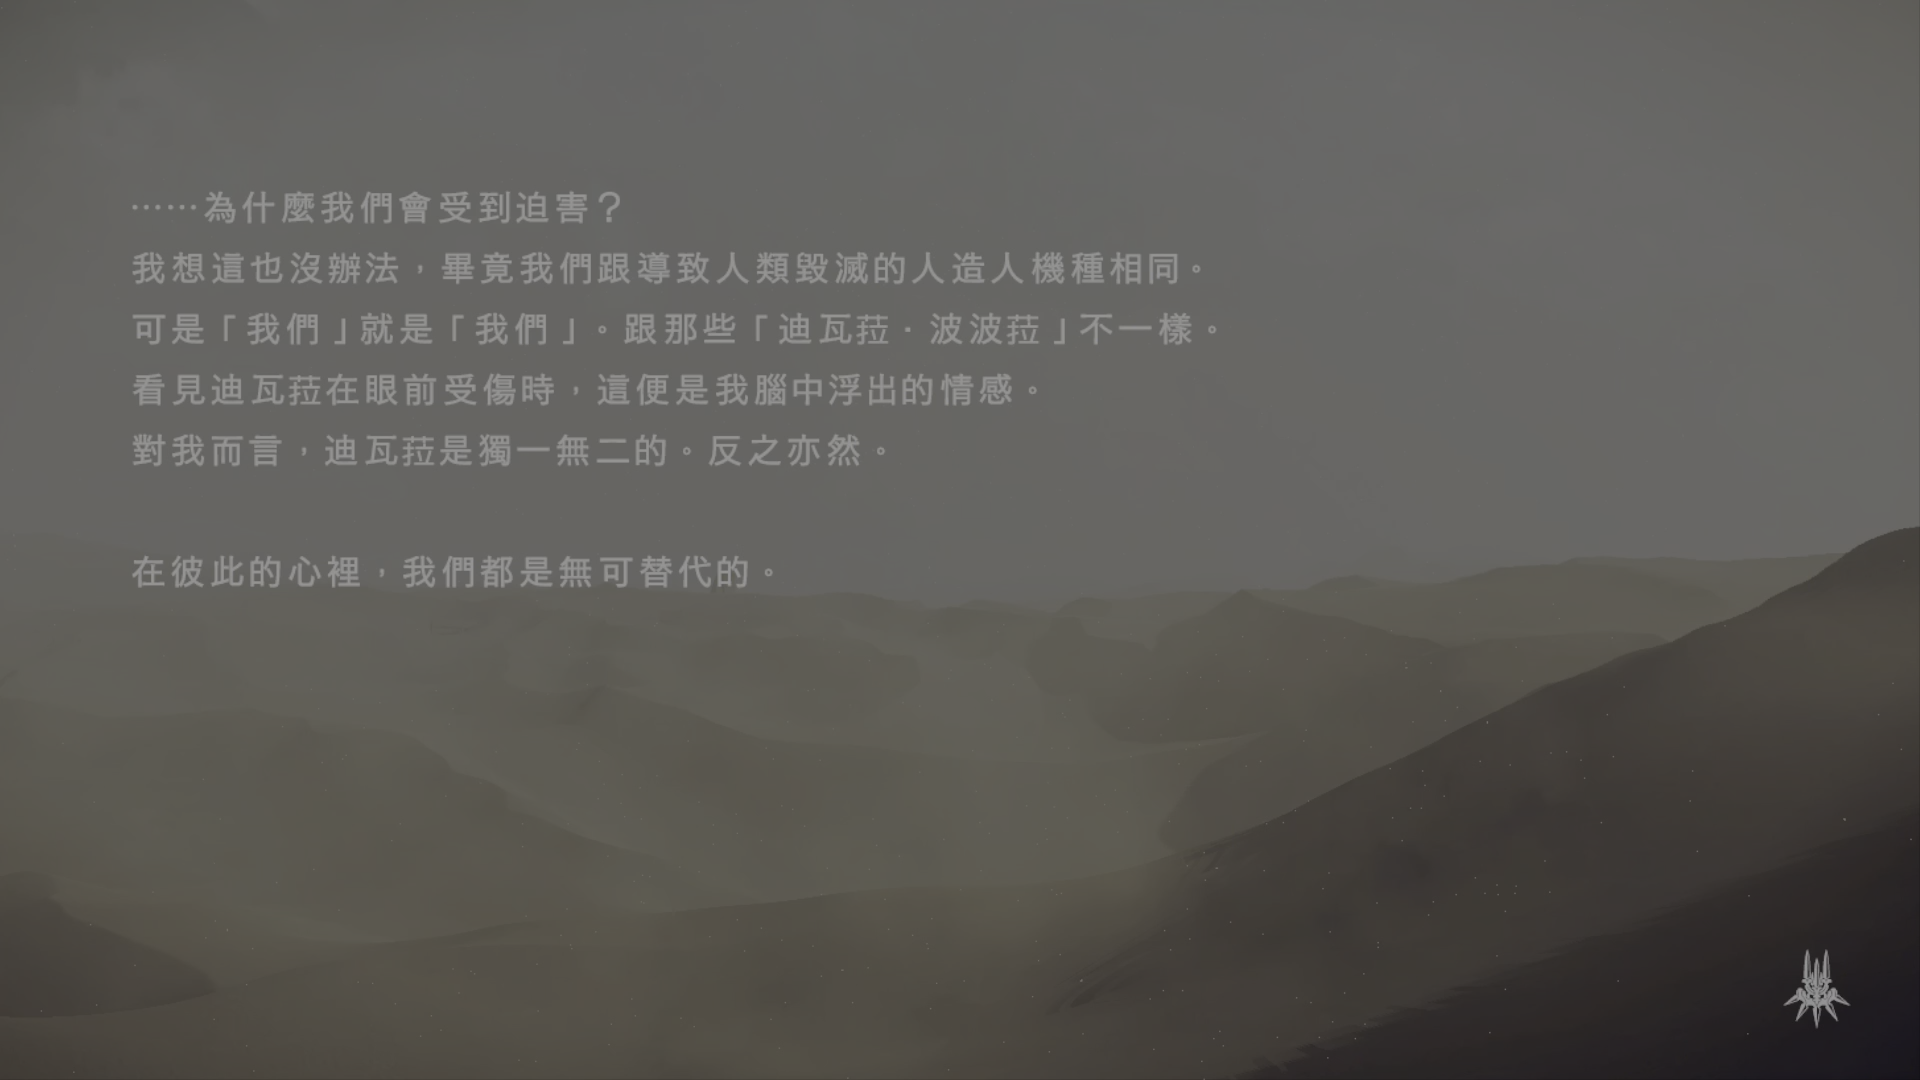 ……為什麼我們會受到迫害？
我想這也沒辦法，畢竟我們跟導致人類毀滅的人造人機種相同。
可是「我們」就是「我們」。跟那些「迪瓦菈．波波菈」不一樣。
看見迪瓦菈在眼前受傷時，這便是我腦中浮出的情感。
對我而言，迪瓦菈是獨一無二的。反之亦然。
在彼此的心裡，我們都是無可替代的。